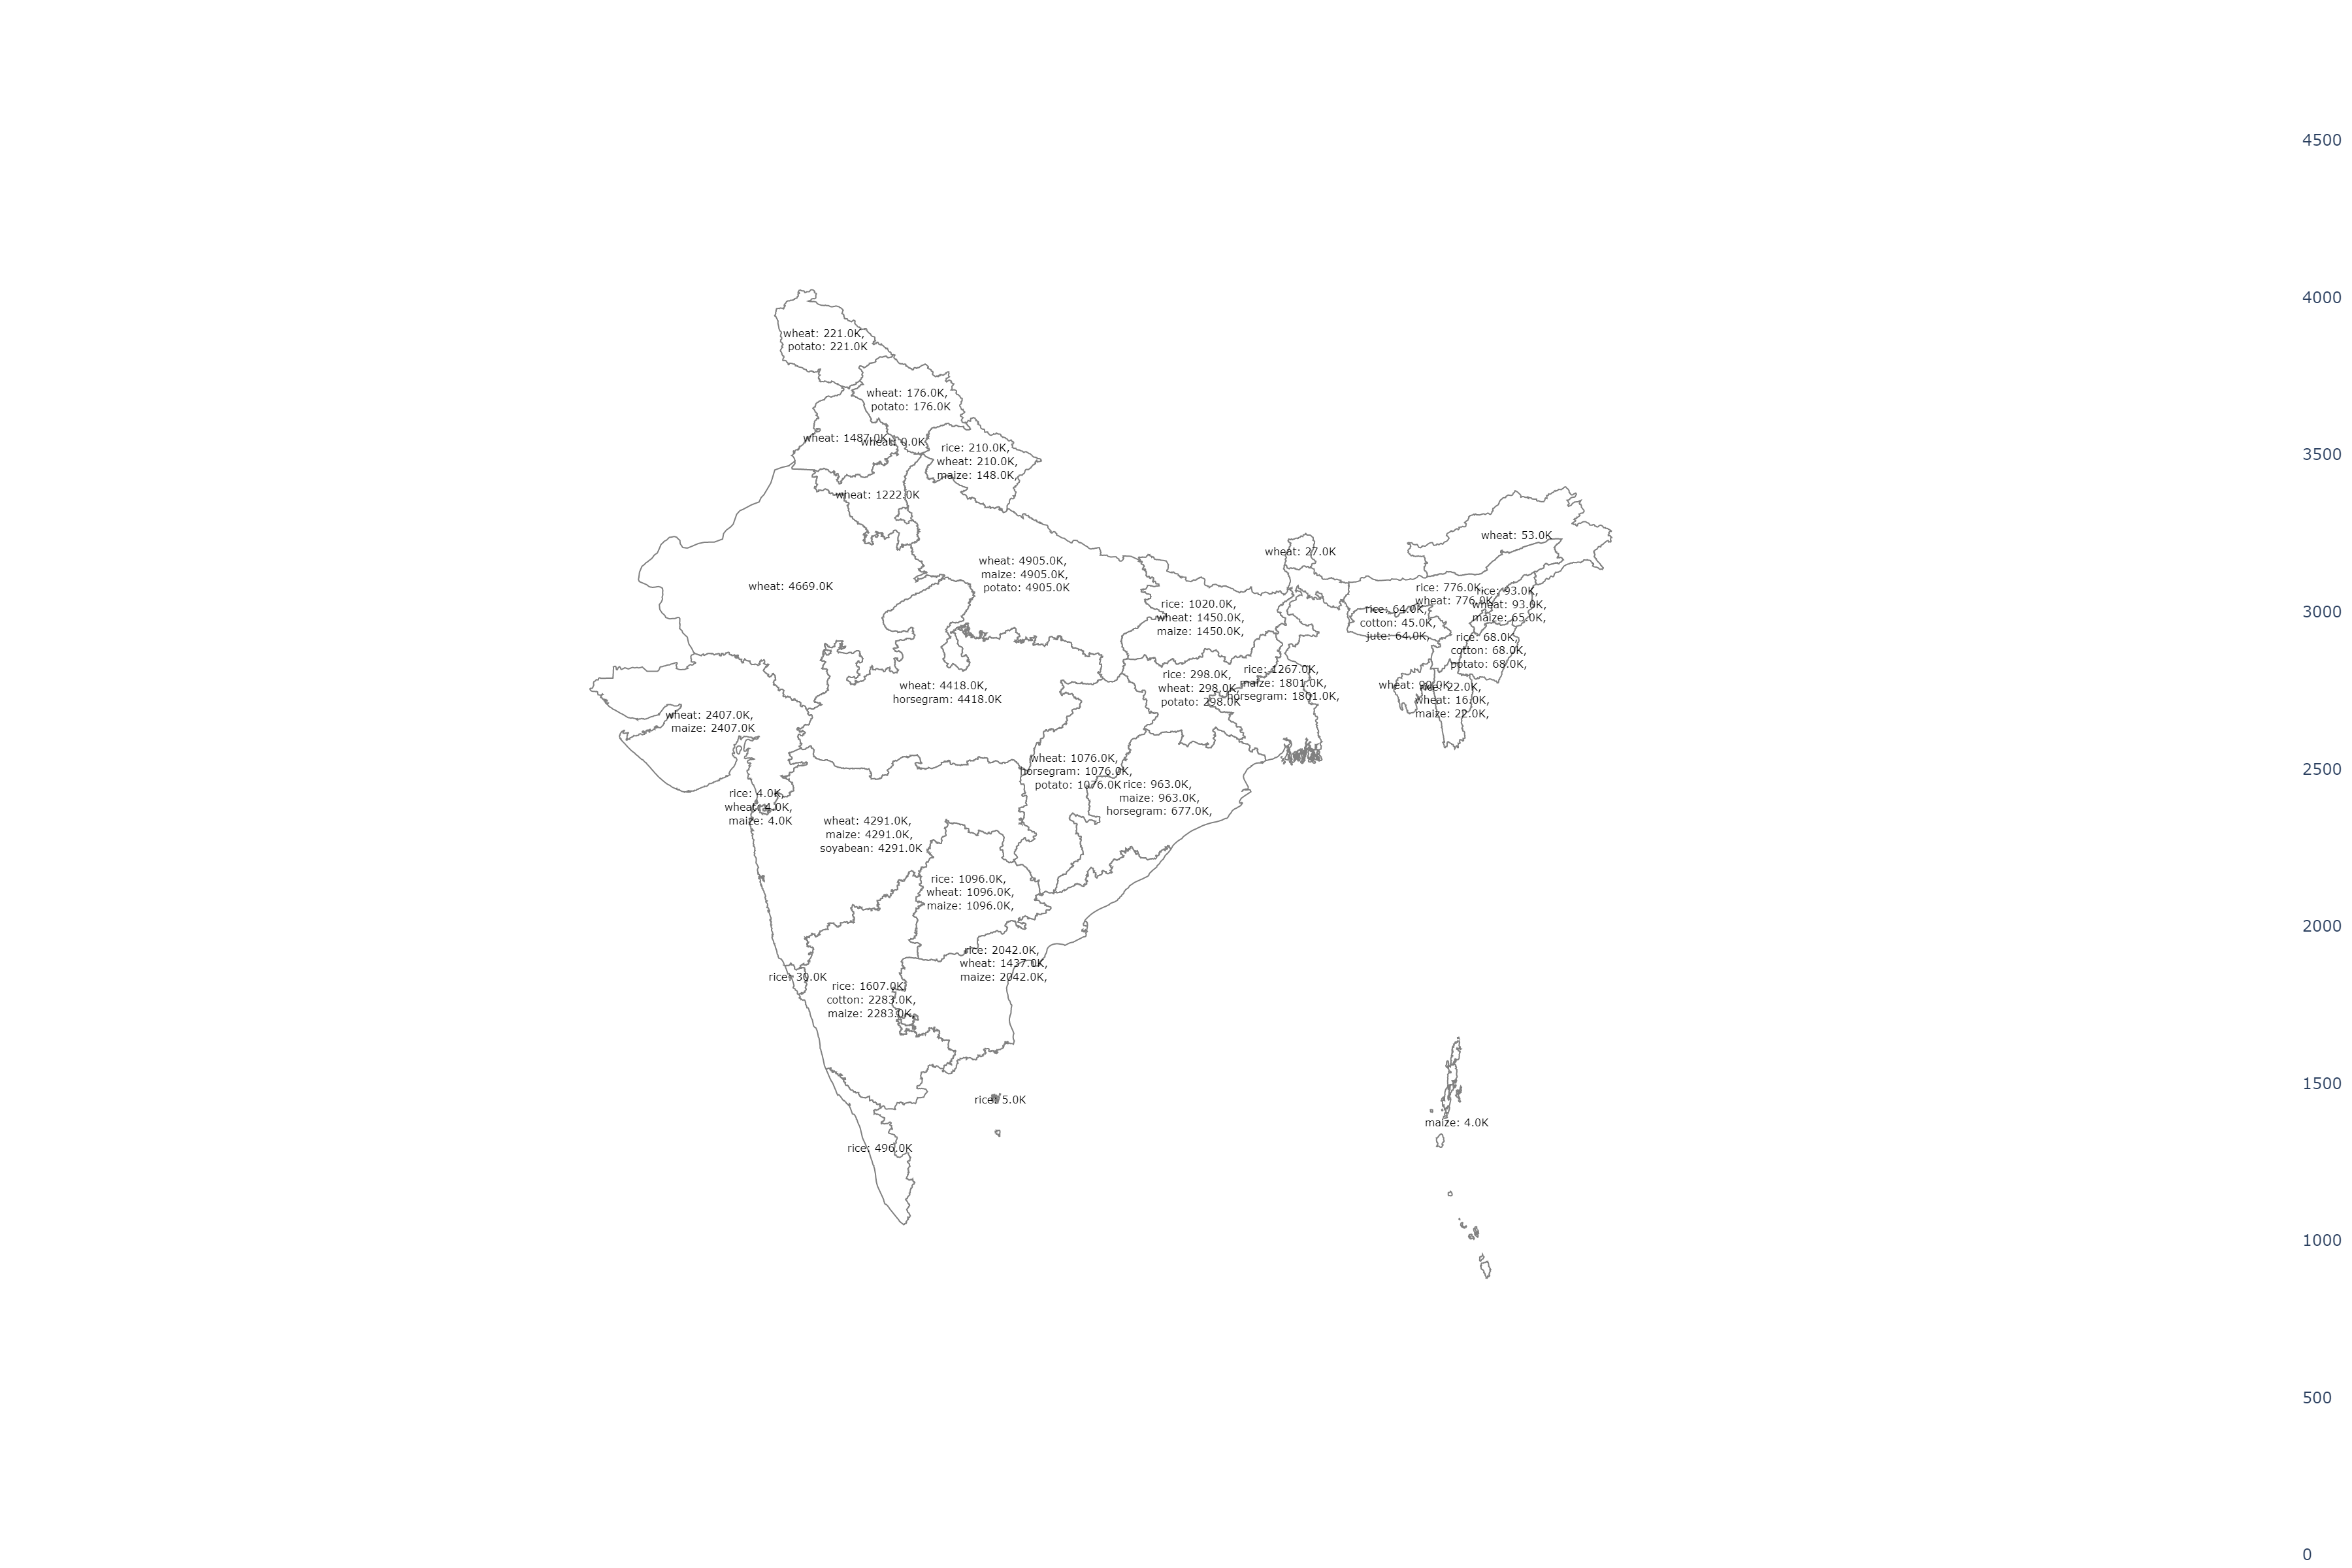 4500
4000
wheat: 221.0K,
potato: 221.0K
wheat: 176.0K,
potato: 176.0K
wheat: 1487.0K
wheat: 0.0K
rice: 210.0K,
wheat: 210.0K,
maize: 148.0K,
3500
wheat: 1222.0K
wheat: 53.0K
wheat: 27.0K
wheat: 4905.0K,
maize: 4905.0K,
potato: 4905.0K
wheat: 4669.0K
rice: 776.0K,
wheat: 776.0K
rice: 93.0K,
wheat: 93.0K,
maize: 65.0K,
rice: 1020.0K,
wheat: 1450.0K,
maize: 1450.0K,
rice: 64.0K,
cotton: 45.0K,
jute: 64.0K,
3000
rice: 68.0K,
cotton: 68.0K,
potato: 68.0K,
rice: 298.0K,
wheat: 298.0K
potato: 298.0K
rice: 1267.0K,
maize: 1801.0K,
horsegram: 1801.0K,
wheat: 4418.0K,
horsegram: 4418.0K
wheat:
rice: 22.0K,
wheat: 16.0K,
maize: 22.0K,
wheat: 2407.0K,
maize: 2407.0K
wheat: 1076.0K,
horsegram: 1076.0K,
potato: 1076.0K
2500
rice: 963.0K,
maize: 963.0K,
horsegram: 677.0K,
rice: 4.0K,
wheat: 4.0K,
maize: 4.0K
wheat: 4291.0K,
maize: 4291.0K,
soyabean: 4291.0K
rice: 1096.0K,
wheat: 1096.0K,
maize: 1096.0K,
2000
rice: 2042.0K,
wheat: 1437.0K,
maize: 2042.0K,
rice: 30.0K
rice: 1607.0K,
cotton: 2283.0K,
maize: 2283.0K,
1500
rice: 5.0K
maize: 4.0K
rice: 496.0K
1000
500
0